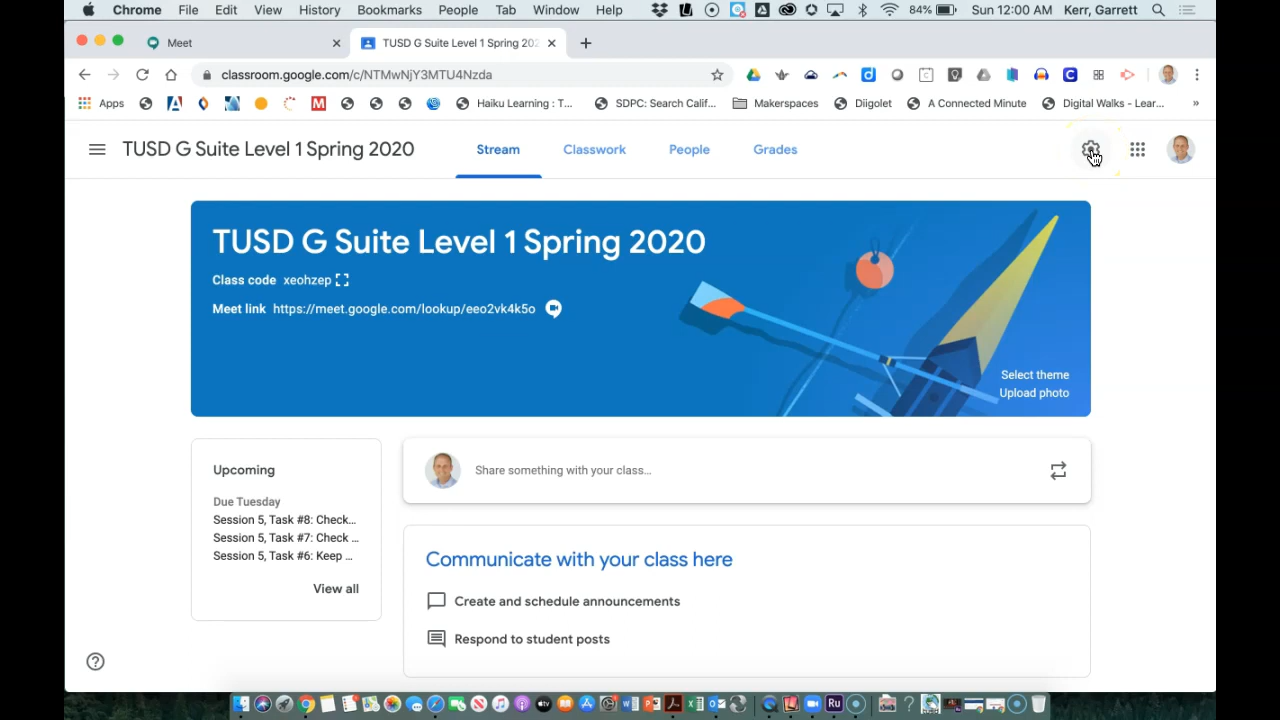 Chrome File Edit View History Bookmarks People Tab Window Help 84% Sun 12:00 AM Kerr, Garrett
Meet
TUSD G Suite Level 1 Spring 202
classroom.google.com/c/NTMwNjY3MTU4Nzda
Apps Haiku Learning : T... SDPC: Search Calif... Makerspaces Diigolet A Connected Minute Digital Walks - Lear... »
TUSD G Suite Level 1 Spring 2020 Stream Classwork People Grades
TUSD G Suite Level 1 Spring 2020
Class code xeohzep
Meet link https://meet.google.com/lookup/eeo2vk4k5o
Select theme
Upload photo
Upcoming
Due Tuesday
Session 5, Task #8: Check...
Session 5, Task #7: Check ...
Session 5, Task #6: Keep ...
View all
Share something with your class...
Communicate with your class here
Create and schedule announcements
Respond to student posts